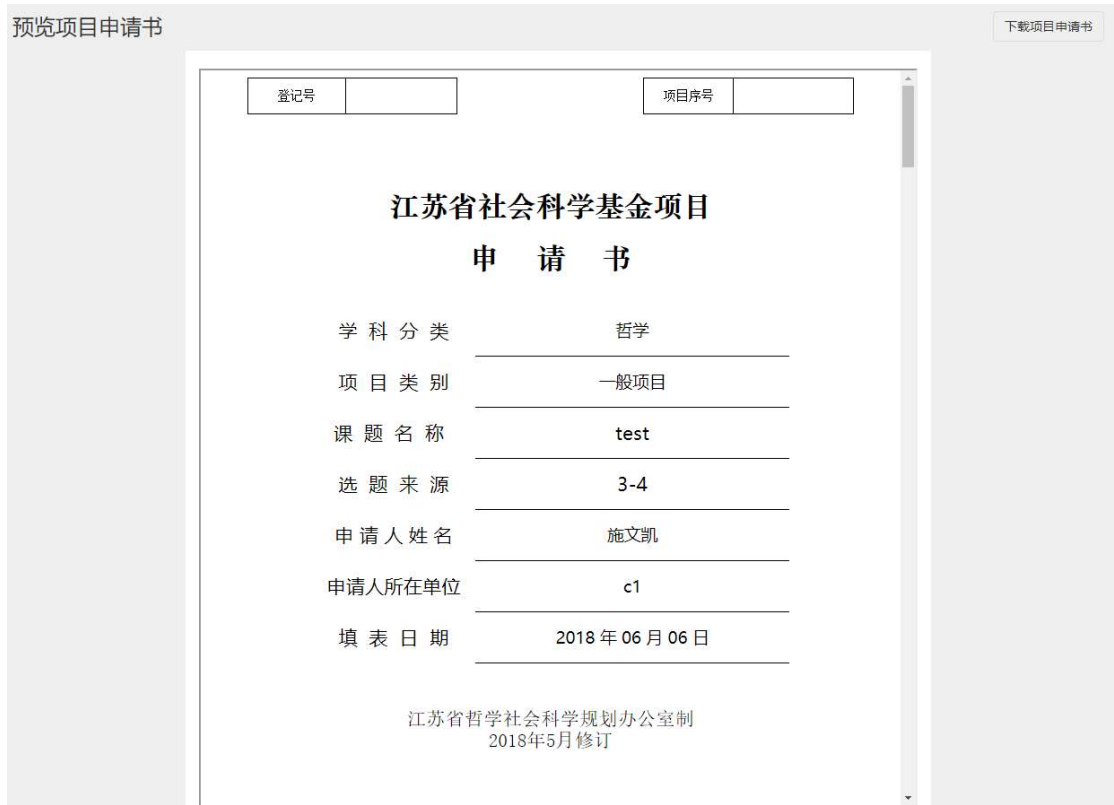 预览项目申请书
下载项目申请书
登记号
项目序号
江苏省社会科学基金项目
申 请 书
学 科 分 类 哲学
项 目 类 别 一般项目
课 题 名 称 test
选 题 来 源 3-4
申 请 人 姓 名 施文凯
申请人所在单位 c1
填 表 日 期 2018 年 06 月 06 日
江苏省哲学社会科学规划办公室制
2018年5月修订